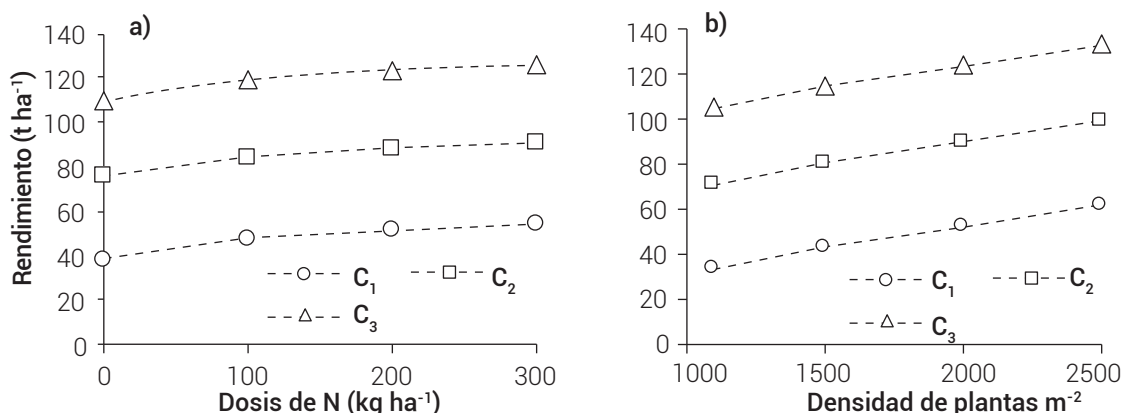 a)
Rendimiento (t ha⁻¹)
140
120
100
80
60
40
20
0
C₁
C₂
C₃
0 100 200 300
Dosis de N (kg ha⁻¹)
b)
140
120
100
80
60
40
20
0
C₁
C₂
C₃
1000 1500 2000 2500
Densidad de plantas m⁻²